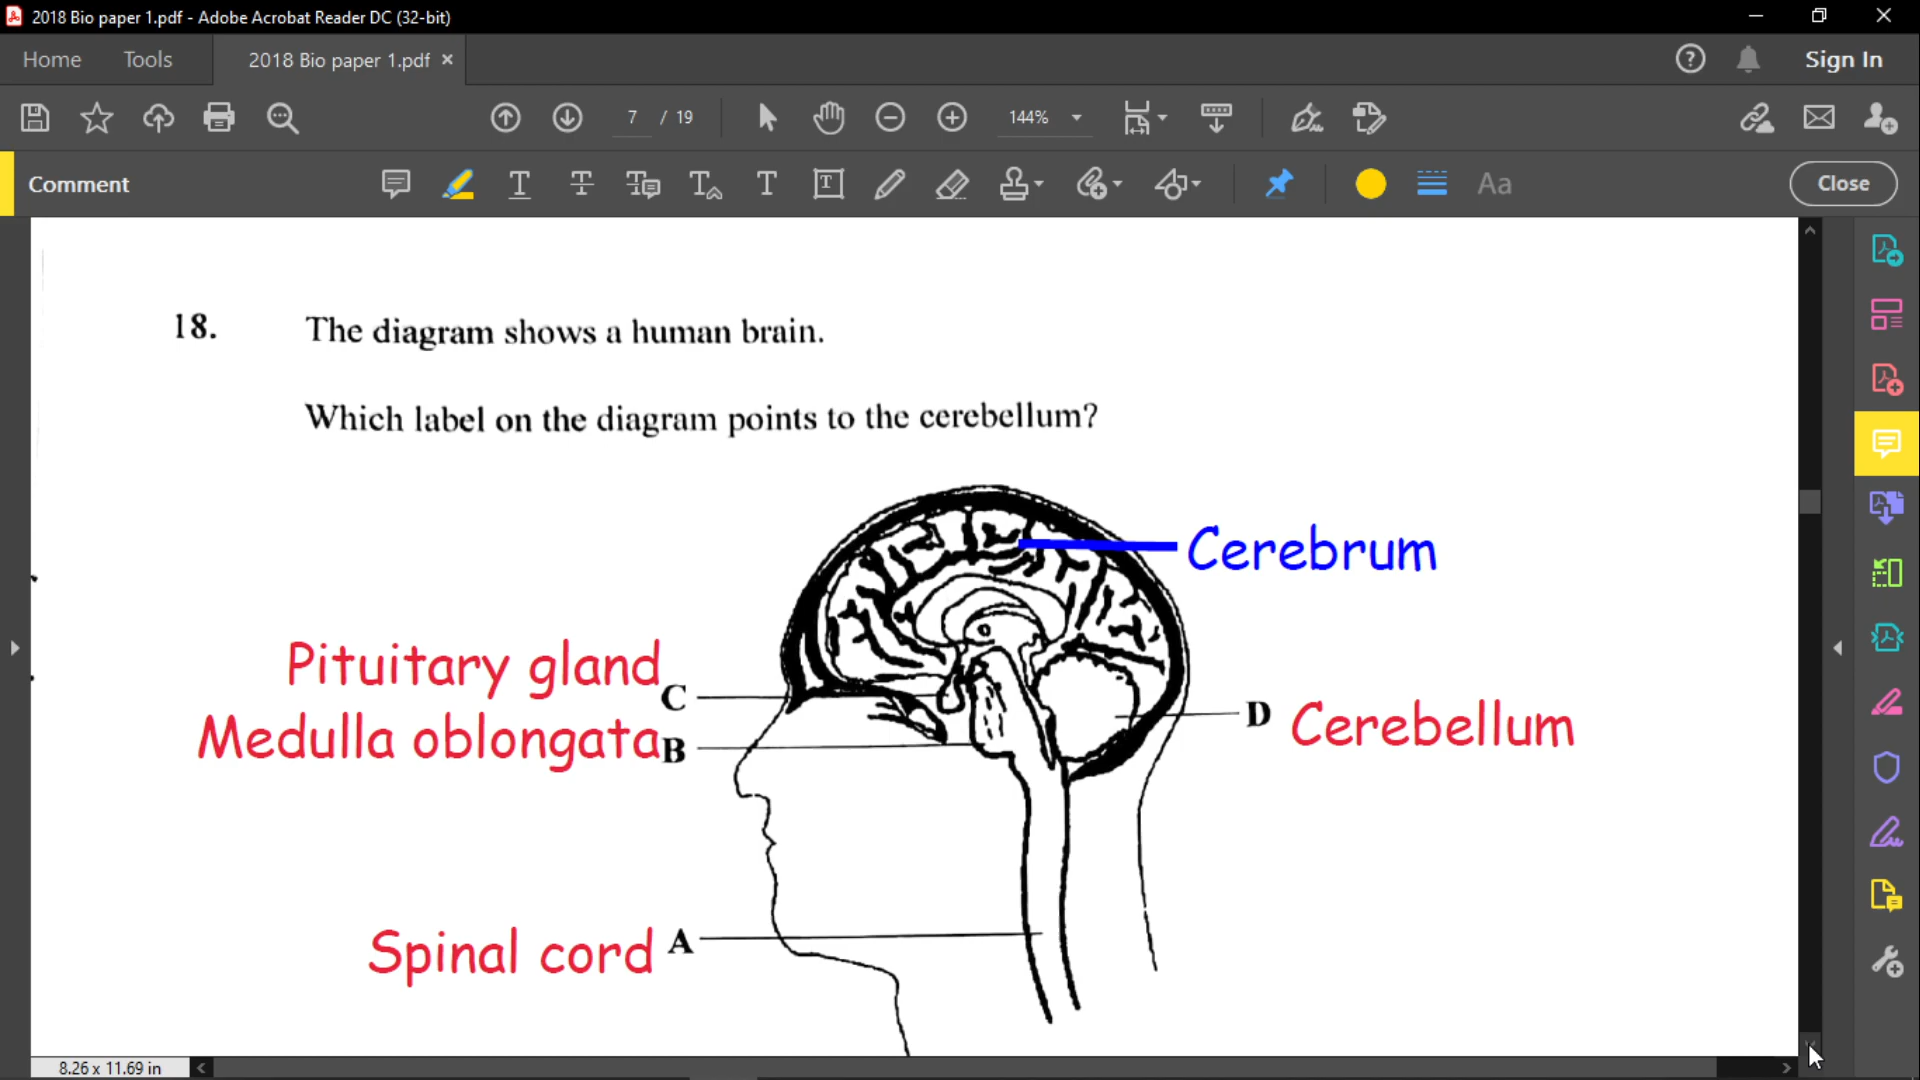 2018 Bio paper 1.pdf - Adobe Acrobat Reader DC (32-bit)
Home Tools 2018 Bio paper 1.pdf × Sign In
7 / 19 144%
Comment Aa Close
18. The diagram shows a human brain.
Which label on the diagram points to the cerebellum?
Cerebrum
Pituitary gland C
D Cerebellum
Medulla oblongata B
Spinal cord A
8.26 x 11.69 in